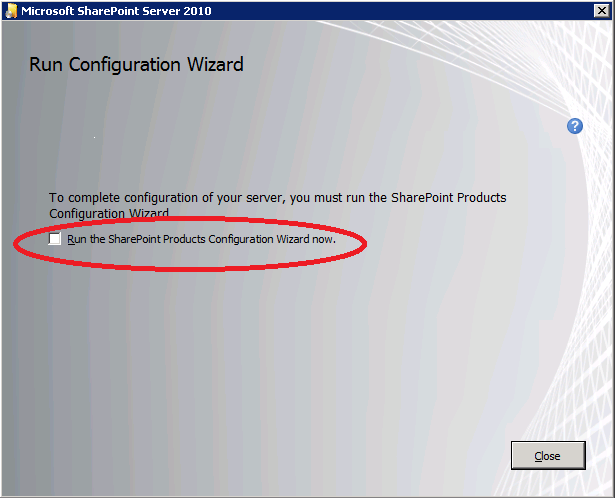 Microsoft SharePoint Server 2010
Run Configuration Wizard
?
To complete configuration of your server, you must run the SharePoint Products
Configuration Wizard
Run the SharePoint Products Configuration Wizard now.
Close